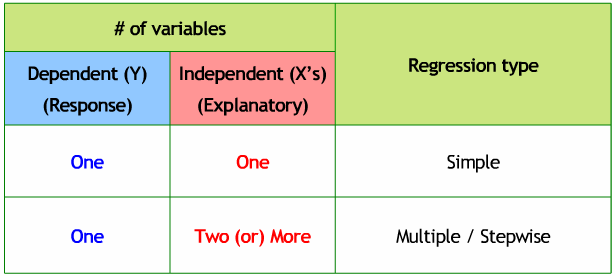 # of variables
Regression type
Dependent (Y)
(Response)
Independent (X's)
(Explanatory)
One
One
Simple
One
Two (or) More
Multiple / Stepwise